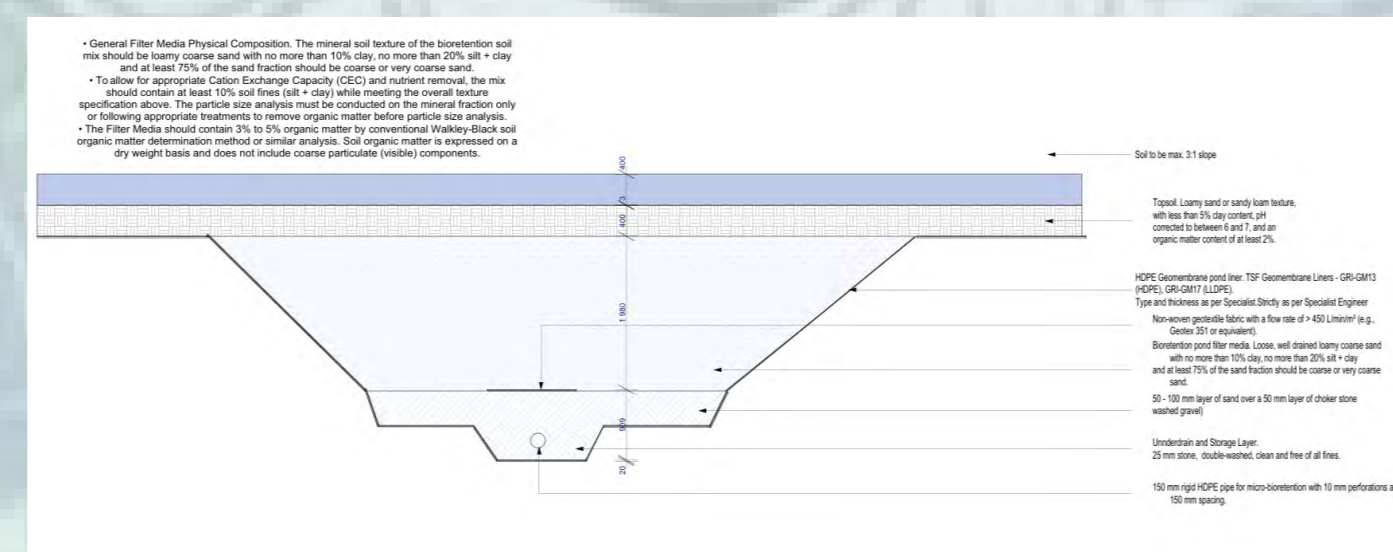 • General Filter Media Physical Composition. The mineral soil texture of the bioretention soil
mix should be loamy coarse sand with no more than 10% clay, no more than 20% silt + clay
and at least 75% of the sand fraction should be coarse or very coarse sand.
• To allow for appropriate Cation Exchange Capacity (CEC) and nutrient removal, the mix
should contain at least 10% soil fines (silt + clay) while meeting the overall texture
specification above. The particle size analysis must be conducted on the mineral fraction only
or following appropriate treatments to remove organic matter before particle size analysis.
• The Filter Media should contain 3% to 5% organic matter by conventional Walkley-Black soil
organic matter determination method or similar analysis. Soil organic matter is expressed on a
dry weight basis and does not include coarse particulate (visible) components.
400
3
400
1 980
909
20
Soil to be max. 3:1 slope
Topsoil. Loamy sand or sandy loam texture,
with less than 5% clay content, pH
corrected to between 6 and 7, and an
organic matter content of at least 2%.
HDPE Geomembrane pond liner. TSF Geomembrane Liners - GRI-GM13
(HDPE), GRI-GM17 (LLDPE).
Type and thickness as per Specialist.Strictly as per Specialist Engineer
Non-woven geotextile fabric with a flow rate of > 450 L/min/m² (e.g.,
Geotex 351 or equivalent).
Bioretention pond filter media. Loose, well drained loamy coarse sand
with no more than 10% clay, no more than 20% silt + clay
and at least 75% of the sand fraction should be coarse or very coarse
sand.
50 - 100 mm layer of sand over a 50 mm layer of choker stone
washed gravel)
Unnderdrain and Storage Layer.
25 mm stone, double-washed, clean and free of all fines.
150 mm rigid HDPE pipe for micro-bioretention with 10 mm perforations a
150 mm spacing.